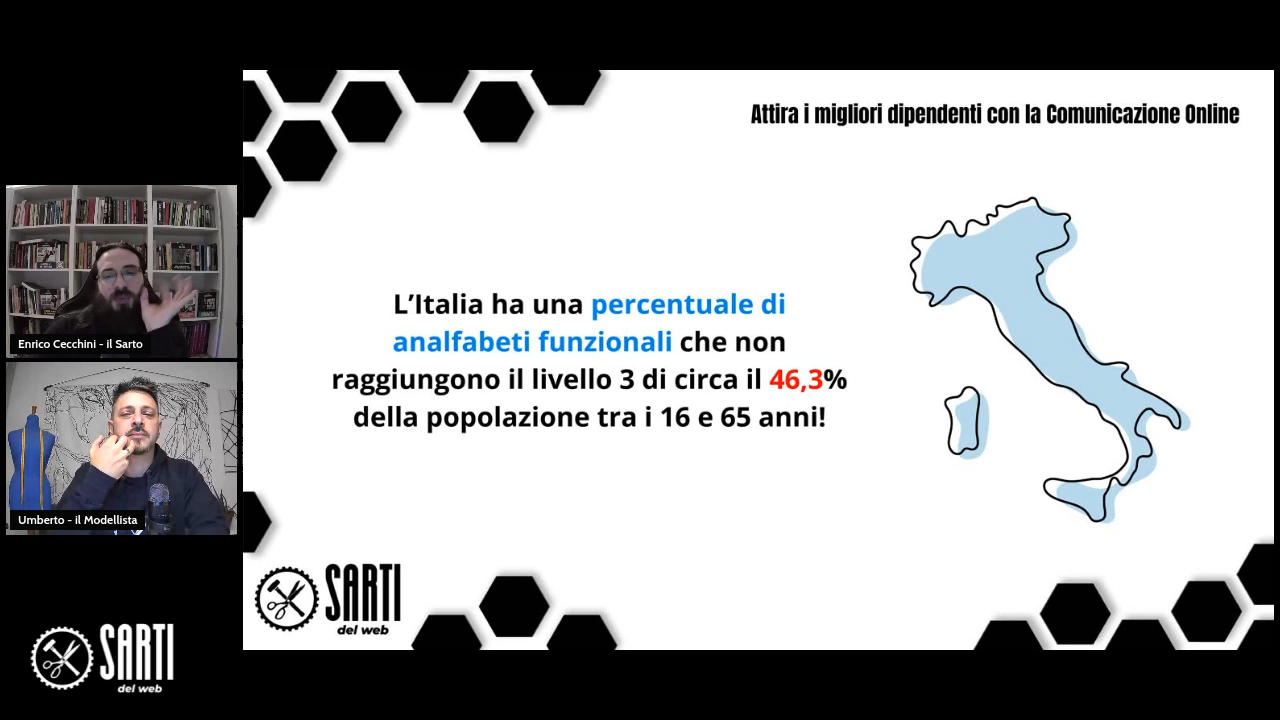 Attira i migliori dipendenti con la Comunicazione Online
L’Italia ha una percentuale di
analfabeti funzionali che non
raggiungono il livello 3 di circa il 46,3%
della popolazione tra i 16 e 65 anni!
Enrico Cecchini - il Sarto
Umberto - il Modellista
SARTI
del web
SARTI
del web